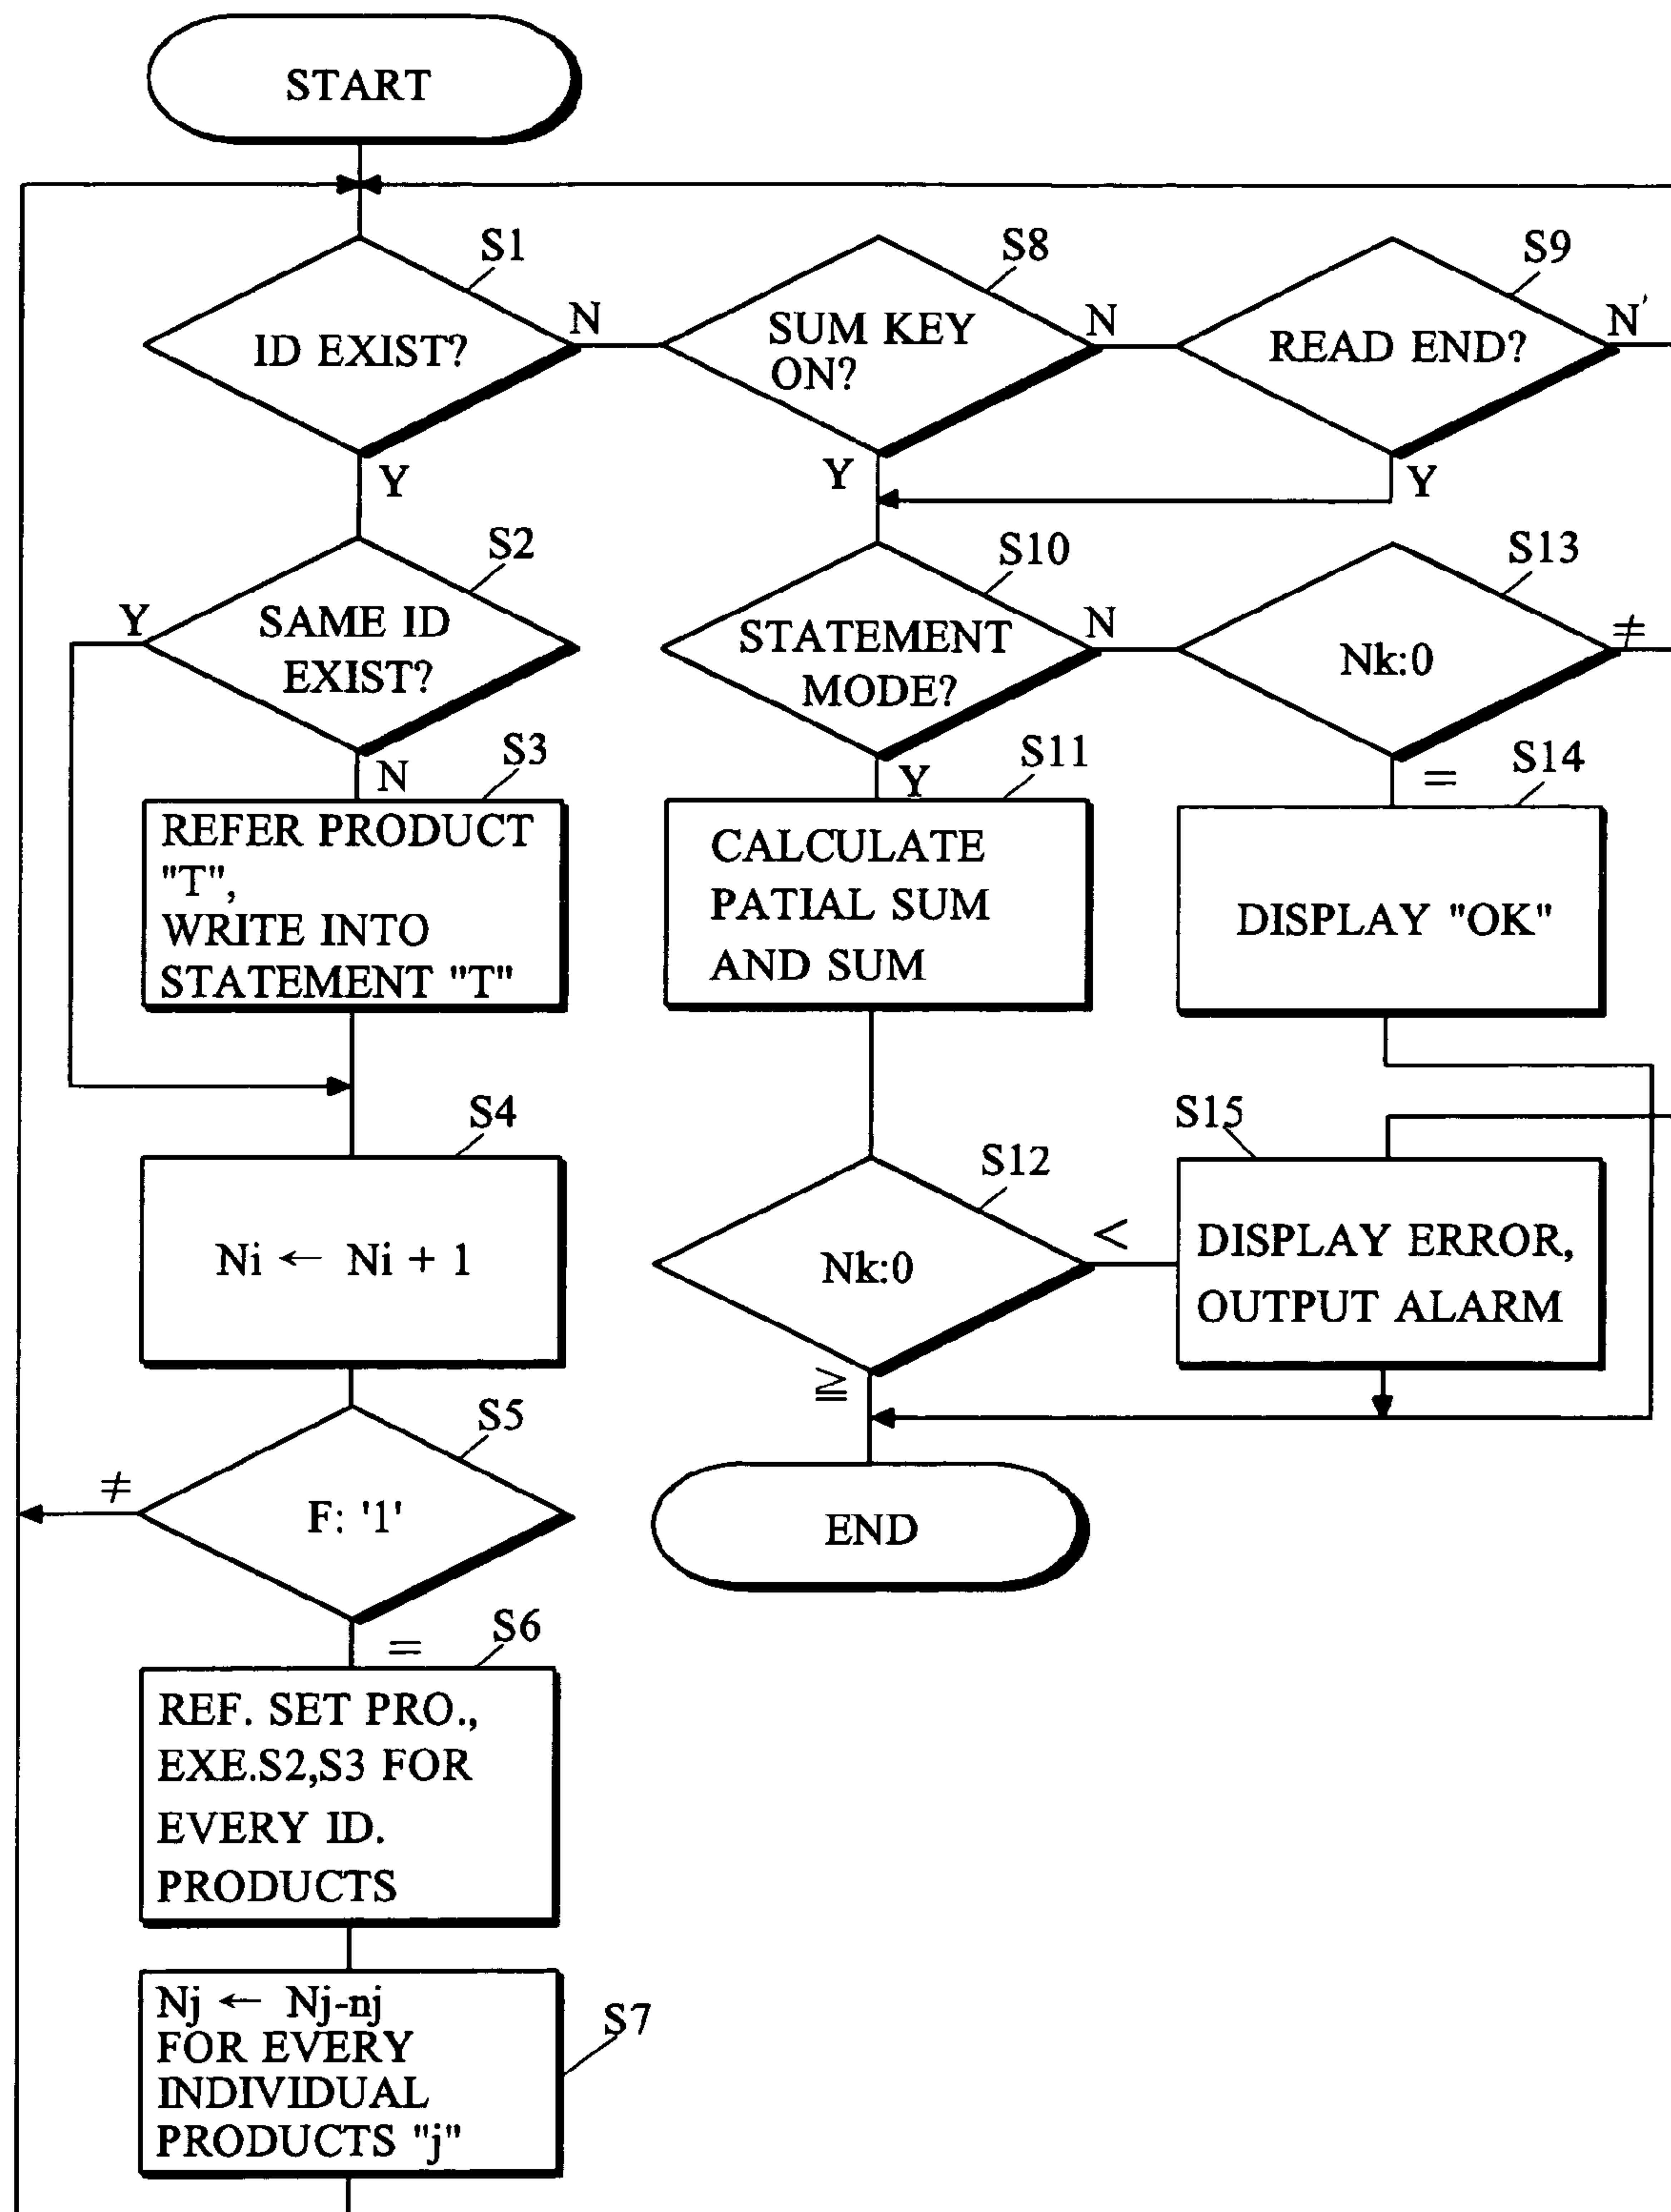 START
S1
ID EXIST?
N
Y
S8
SUM KEY
ON?
N
Y
S9
READ END?
N'
Y
S2
SAME ID
EXIST?
Y
N
S3
REFER PRODUCT
"T",
WRITE INTO
STATEMENT "T"
S4
Ni ← Ni + 1
S5
F: '1'
≠
=
S6
REF. SET PRO.,
EXE.S2,S3 FOR
EVERY ID.
PRODUCTS
S7
Nj ← Nj-nj
FOR EVERY
INDIVIDUAL
PRODUCTS "j"
S10
STATEMENT
MODE?
N
Y
S11
CALCULATE
PATIAL SUM
AND SUM
S12
Nk:0
<
≧
S13
Nk:0
≠
=
S14
DISPLAY "OK"
S15
DISPLAY ERROR,
OUTPUT ALARM
END